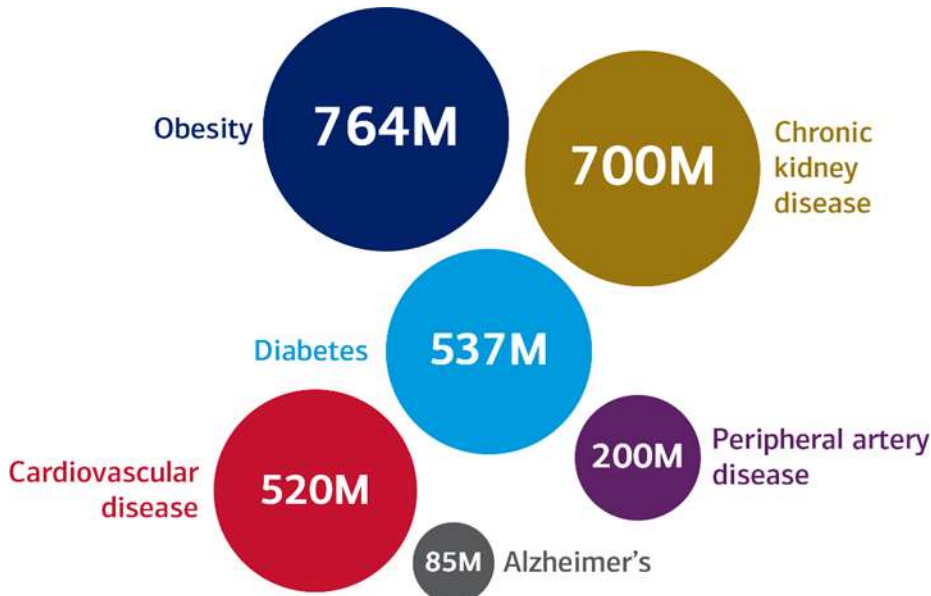 Obesity
764M
700M
Chronic
kidney
disease
Diabetes
537M
Cardiovascular
disease
520M
200M
Peripheral artery
disease
85M
Alzheimer's